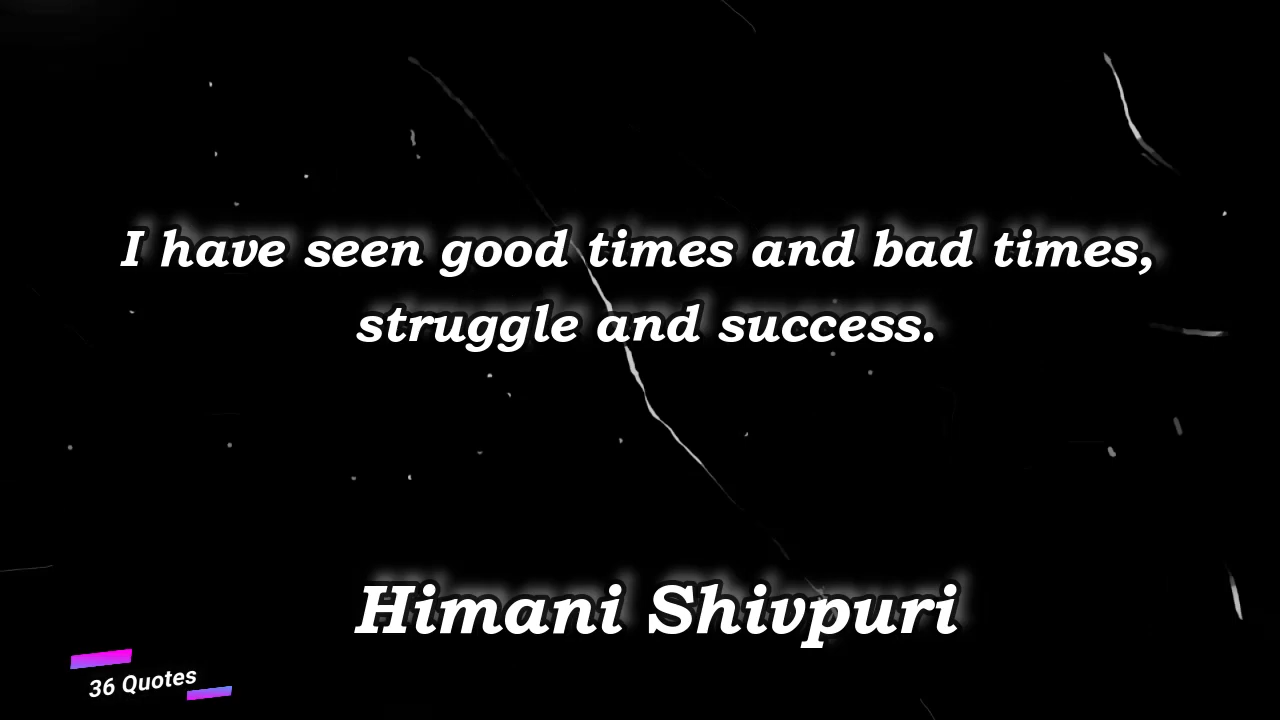 I have seen good times and bad times,
struggle and success.
Himani Shivpuri
36 Quotes